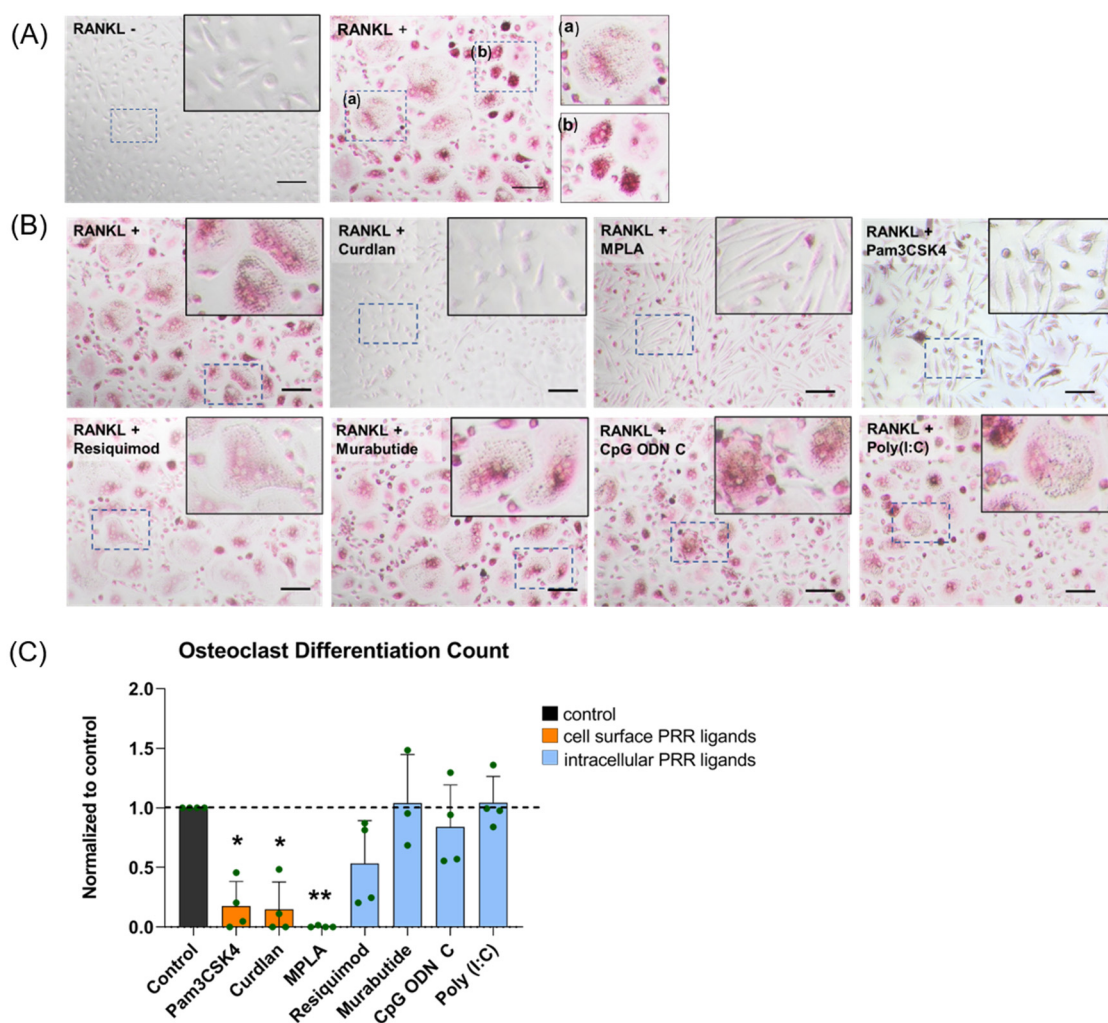 (A)
RANKL -
RANKL +
(a)
(b)
(a)
(b)
(B)
RANKL +
RANKL +
Curdlan
RANKL +
MPLA
RANKL +
Pam3CSK4
RANKL +
Resiquimod
RANKL +
Murabutide
RANKL +
CpG ODN C
RANKL +
Poly(I:C)
(C)
Osteoclast Differentiation Count
Normalized to control
2.0
1.5
1.0
0.5
0.0
*
*
**
control
cell surface PRR ligands
intracellular PRR ligands
Control
Pam3CSK4
Curdlan
MPLA
Resiquimod
Murabutide
CpG ODN C
Poly (I:C)